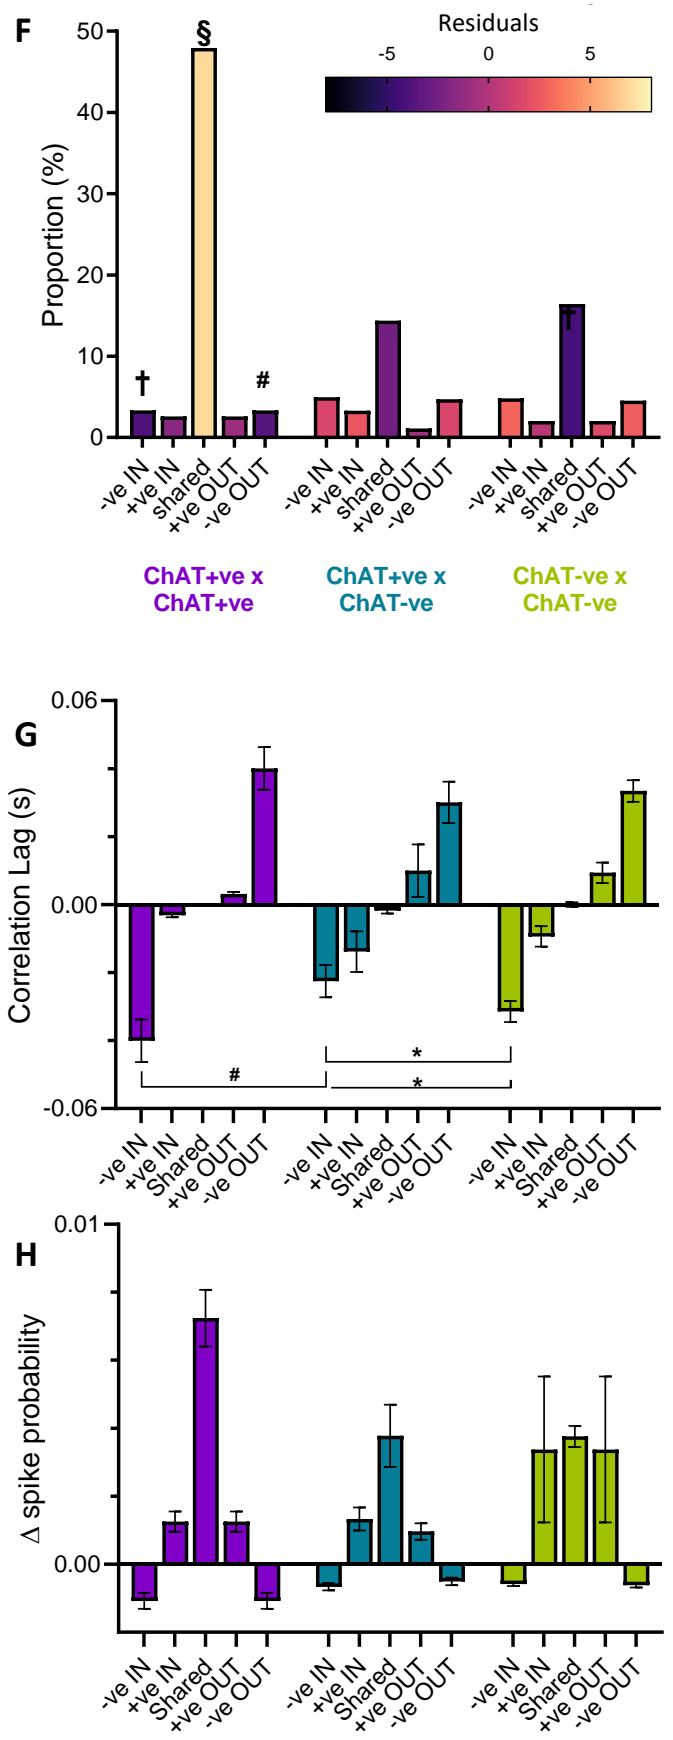 F
Residuals
-5 0 5
Proportion (%)
50
40
30
20
10
0
§
†
#
†
-ve IN +ve IN shared +ve OUT -ve OUT -ve IN +ve IN shared +ve OUT -ve OUT -ve IN +ve IN shared +ve OUT -ve OUT
ChAT+ve x
ChAT+ve
ChAT+ve x
ChAT-ve
ChAT-ve x
ChAT-ve
G
Correlation Lag (s)
0.06
0.00
-0.06
*
#
*
-ve IN +ve IN Shared +ve OUT -ve OUT -ve IN +ve IN Shared +ve OUT -ve OUT -ve IN +ve IN Shared +ve OUT -ve OUT
H
Δ spike probability
0.01
0.00
-ve IN +ve IN Shared +ve OUT -ve OUT -ve IN +ve IN Shared +ve OUT -ve OUT -ve IN +ve IN Shared +ve OUT -ve OUT